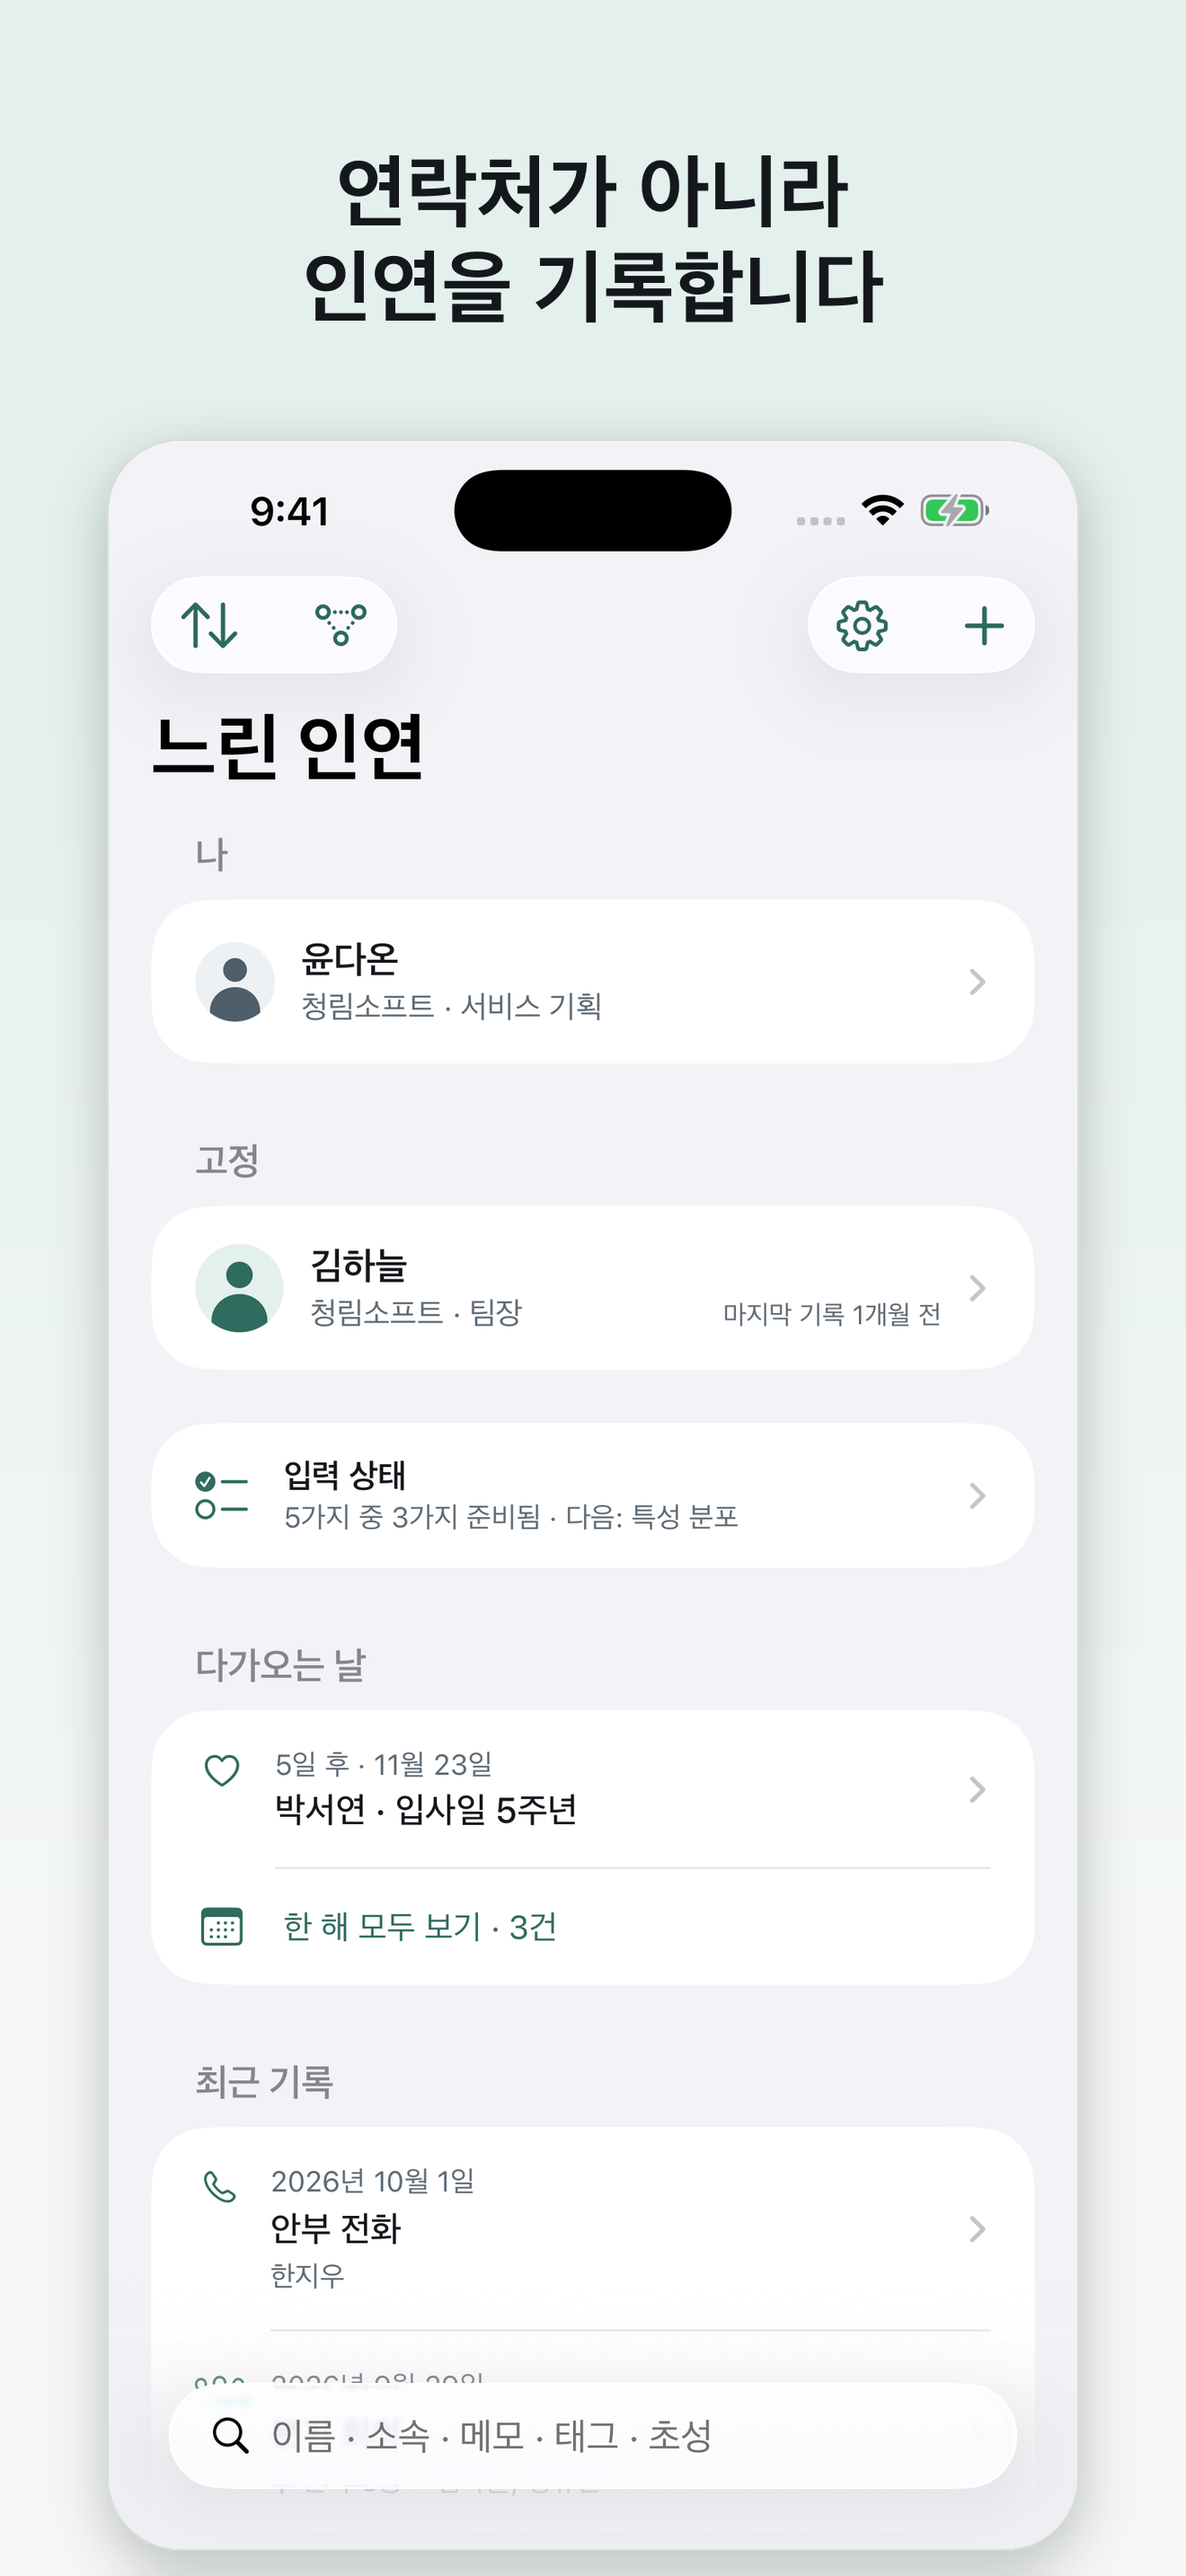 연락처가 아니라
인연을 기록합니다
9:41
느린 인연
나
윤다온
청림소프트 · 서비스 기획
고정
김하늘
청림소프트 · 팀장
마지막 기록 1개월 전
입력 상태
5가지 중 3가지 준비됨 · 다음: 특성 분포
다가오는 날
5일 후 · 11월 23일
박서연 · 입사일 5주년
한 해 모두 보기 · 3건
최근 기록
2026년 10월 1일
안부 전화
한지우
이름 · 소속 · 메모 · 태그 · 초성